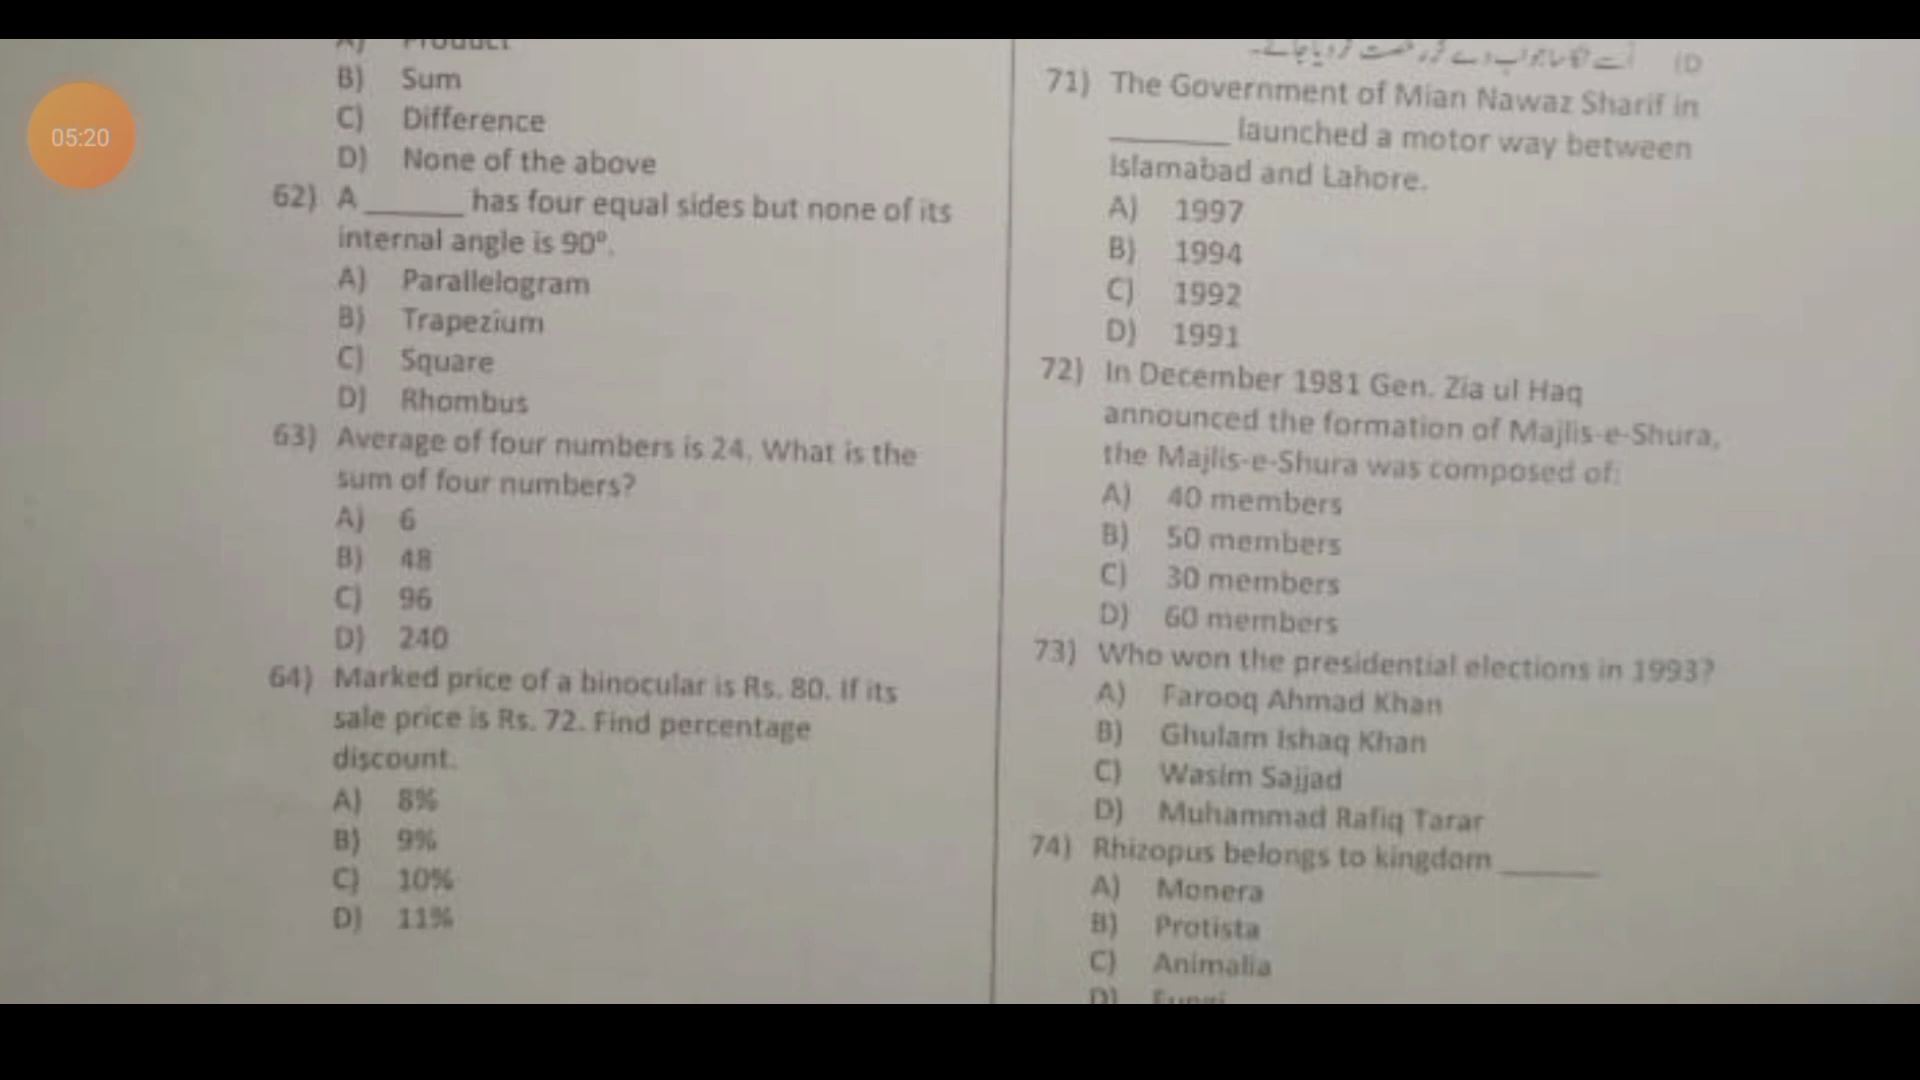 05:20
A) Product
B) Sum
C) Difference
D) None of the above
62) A ______ has four equal sides but none of its
internal angle is 90°.
A) Parallelogram
B) Trapezium
C) Square
D) Rhombus
63) Average of four numbers is 24. What is the
sum of four numbers?
A) 6
B) 48
C) 96
D) 240
64) Marked price of a binocular is Rs. 80. If its
sale price is Rs. 72. Find percentage
discount.
A) 8%
B) 9%
C) 10%
D) 11%
(D
71) The Government of Mian Nawaz Sharif in
_______ launched a motor way between
Islamabad and Lahore.
A) 1997
B) 1994
C) 1992
D) 1991
72) In December 1981 Gen. Zia ul Haq
announced the formation of Majlis-e-Shura,
the Majlis-e-Shura was composed of:
A) 40 members
B) 50 members
C) 30 members
D) 60 members
73) Who won the presidential elections in 1993?
A) Farooq Ahmad Khan
B) Ghulam Ishaq Khan
C) Wasim Sajjad
D) Muhammad Rafiq Tarar
74) Rhizopus belongs to kingdom ______
A) Monera
B) Protista
C) Animalia
D) Fungi